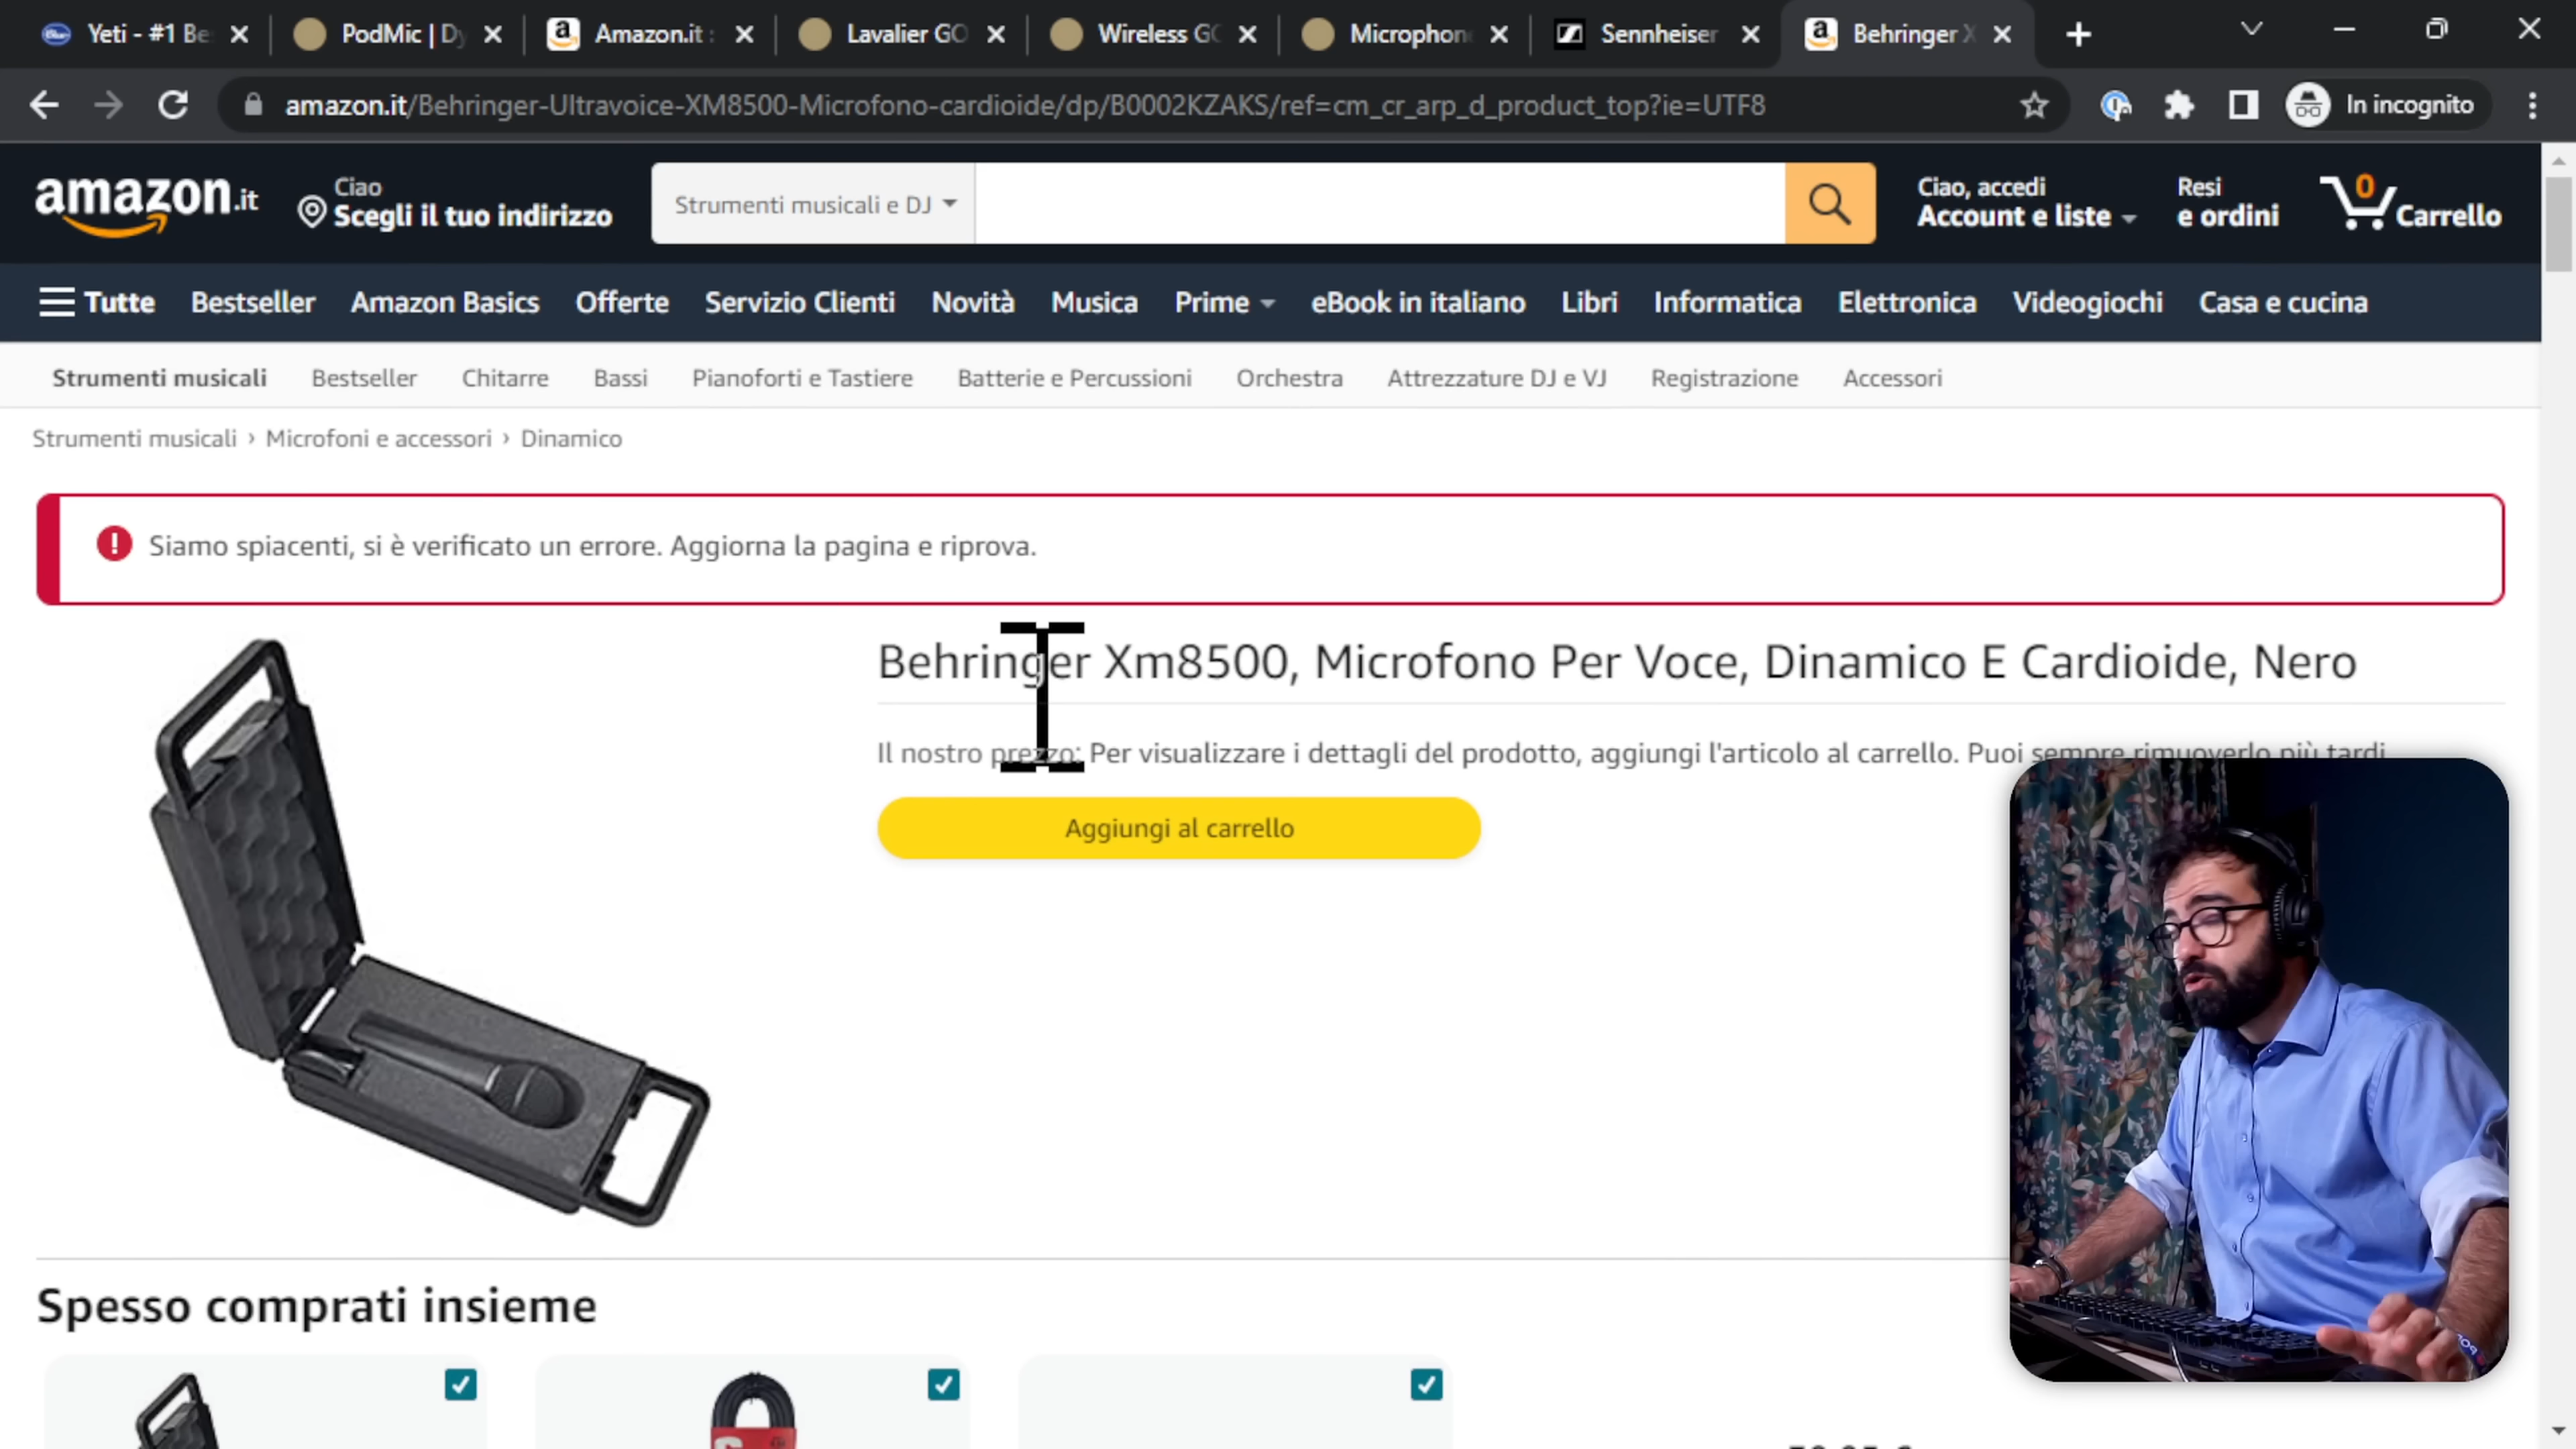 Yeti - #1 Be
PodMic | Dy
Amazon.it :
Lavalier GO
Wireless GO
Microphon
Sennheiser
Behringer X
amazon.it/Behringer-Ultravoice-XM8500-Microfono-cardioide/dp/B0002KZAKS/ref=cm_cr_arp_d_product_top?ie=UTF8
In incognito
amazon.it
Ciao
Scegli il tuo indirizzo
Strumenti musicali e DJ
Ciao, accedi
Account e liste
Resi
e ordini
0
Carrello
Tutte Bestseller Amazon Basics Offerte Servizio Clienti Novità Musica Prime eBook in italiano Libri Informatica Elettronica Videogiochi Casa e cucina
Strumenti musicali Bestseller Chitarre Bassi Pianoforti e Tastiere Batterie e Percussioni Orchestra Attrezzature DJ e VJ Registrazione Accessori
Strumenti musicali › Microfoni e accessori › Dinamico
Siamo spiacenti, si è verificato un errore. Aggiorna la pagina e riprova.
Behringer Xm8500, Microfono Per Voce, Dinamico E Cardioide, Nero
Il nostro prezzo: Per visualizzare i dettagli del prodotto, aggiungi l'articolo al carrello. Puoi sempre rimuoverlo più tardi
Aggiungi al carrello
Spesso comprati insieme